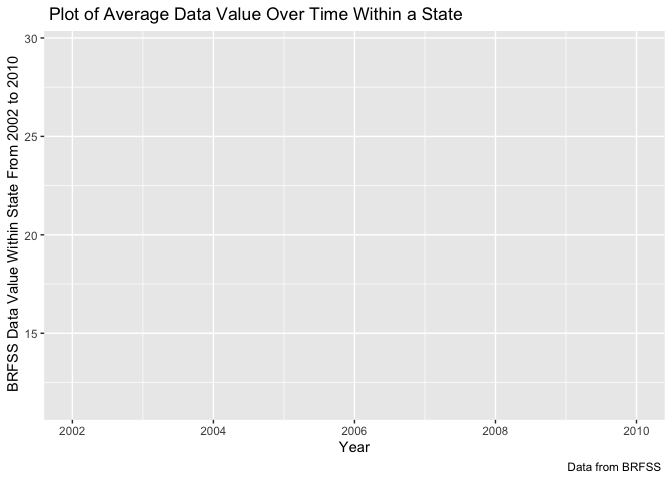 Plot of Average Data Value Over Time Within a State
BRFSS Data Value Within State From 2002 to 2010
30
25
20
15
2002 2004 2006 2008 2010
Year
Data from BRFSS